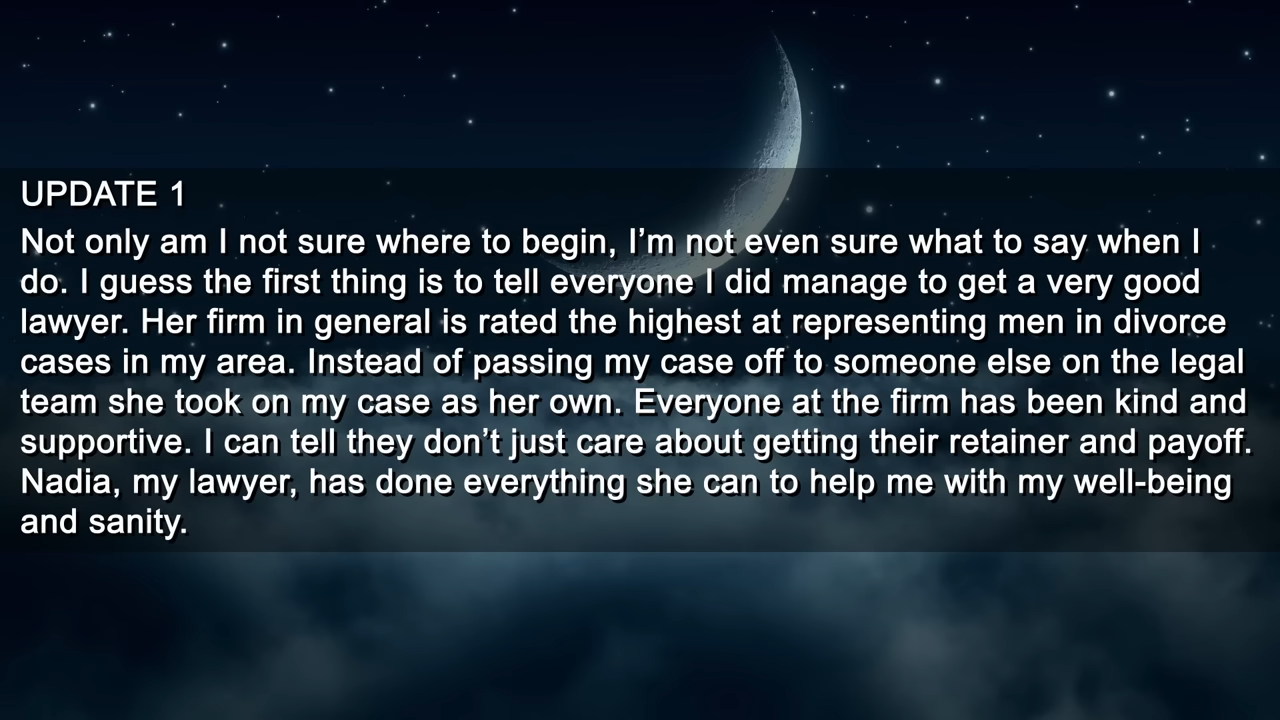 UPDATE 1
Not only am I not sure where to begin, I’m not even sure what to say when I
do. I guess the first thing is to tell everyone I did manage to get a very good
lawyer. Her firm in general is rated the highest at representing men in divorce
cases in my area. Instead of passing my case off to someone else on the legal
team she took on my case as her own. Everyone at the firm has been kind and
supportive. I can tell they don’t just care about getting their retainer and payoff.
Nadia, my lawyer, has done everything she can to help me with my well-being
and sanity.